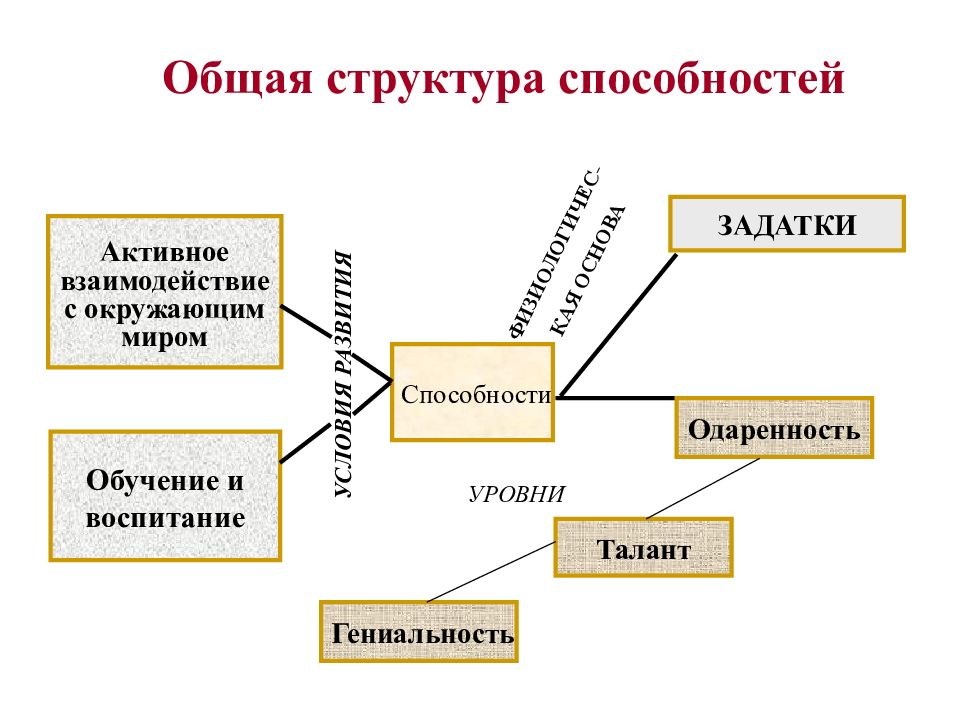 Общая структура способностей
Активное
взаимодействие
с окружающим
миром
Обучение и
воспитание
УСЛОВИЯ РАЗВИТИЯ
Способности
ФИЗИОЛОГИЧЕС-
КАЯ ОСНОВА
ЗАДАТКИ
Одаренность
УРОВНИ
Талант
Гениальность